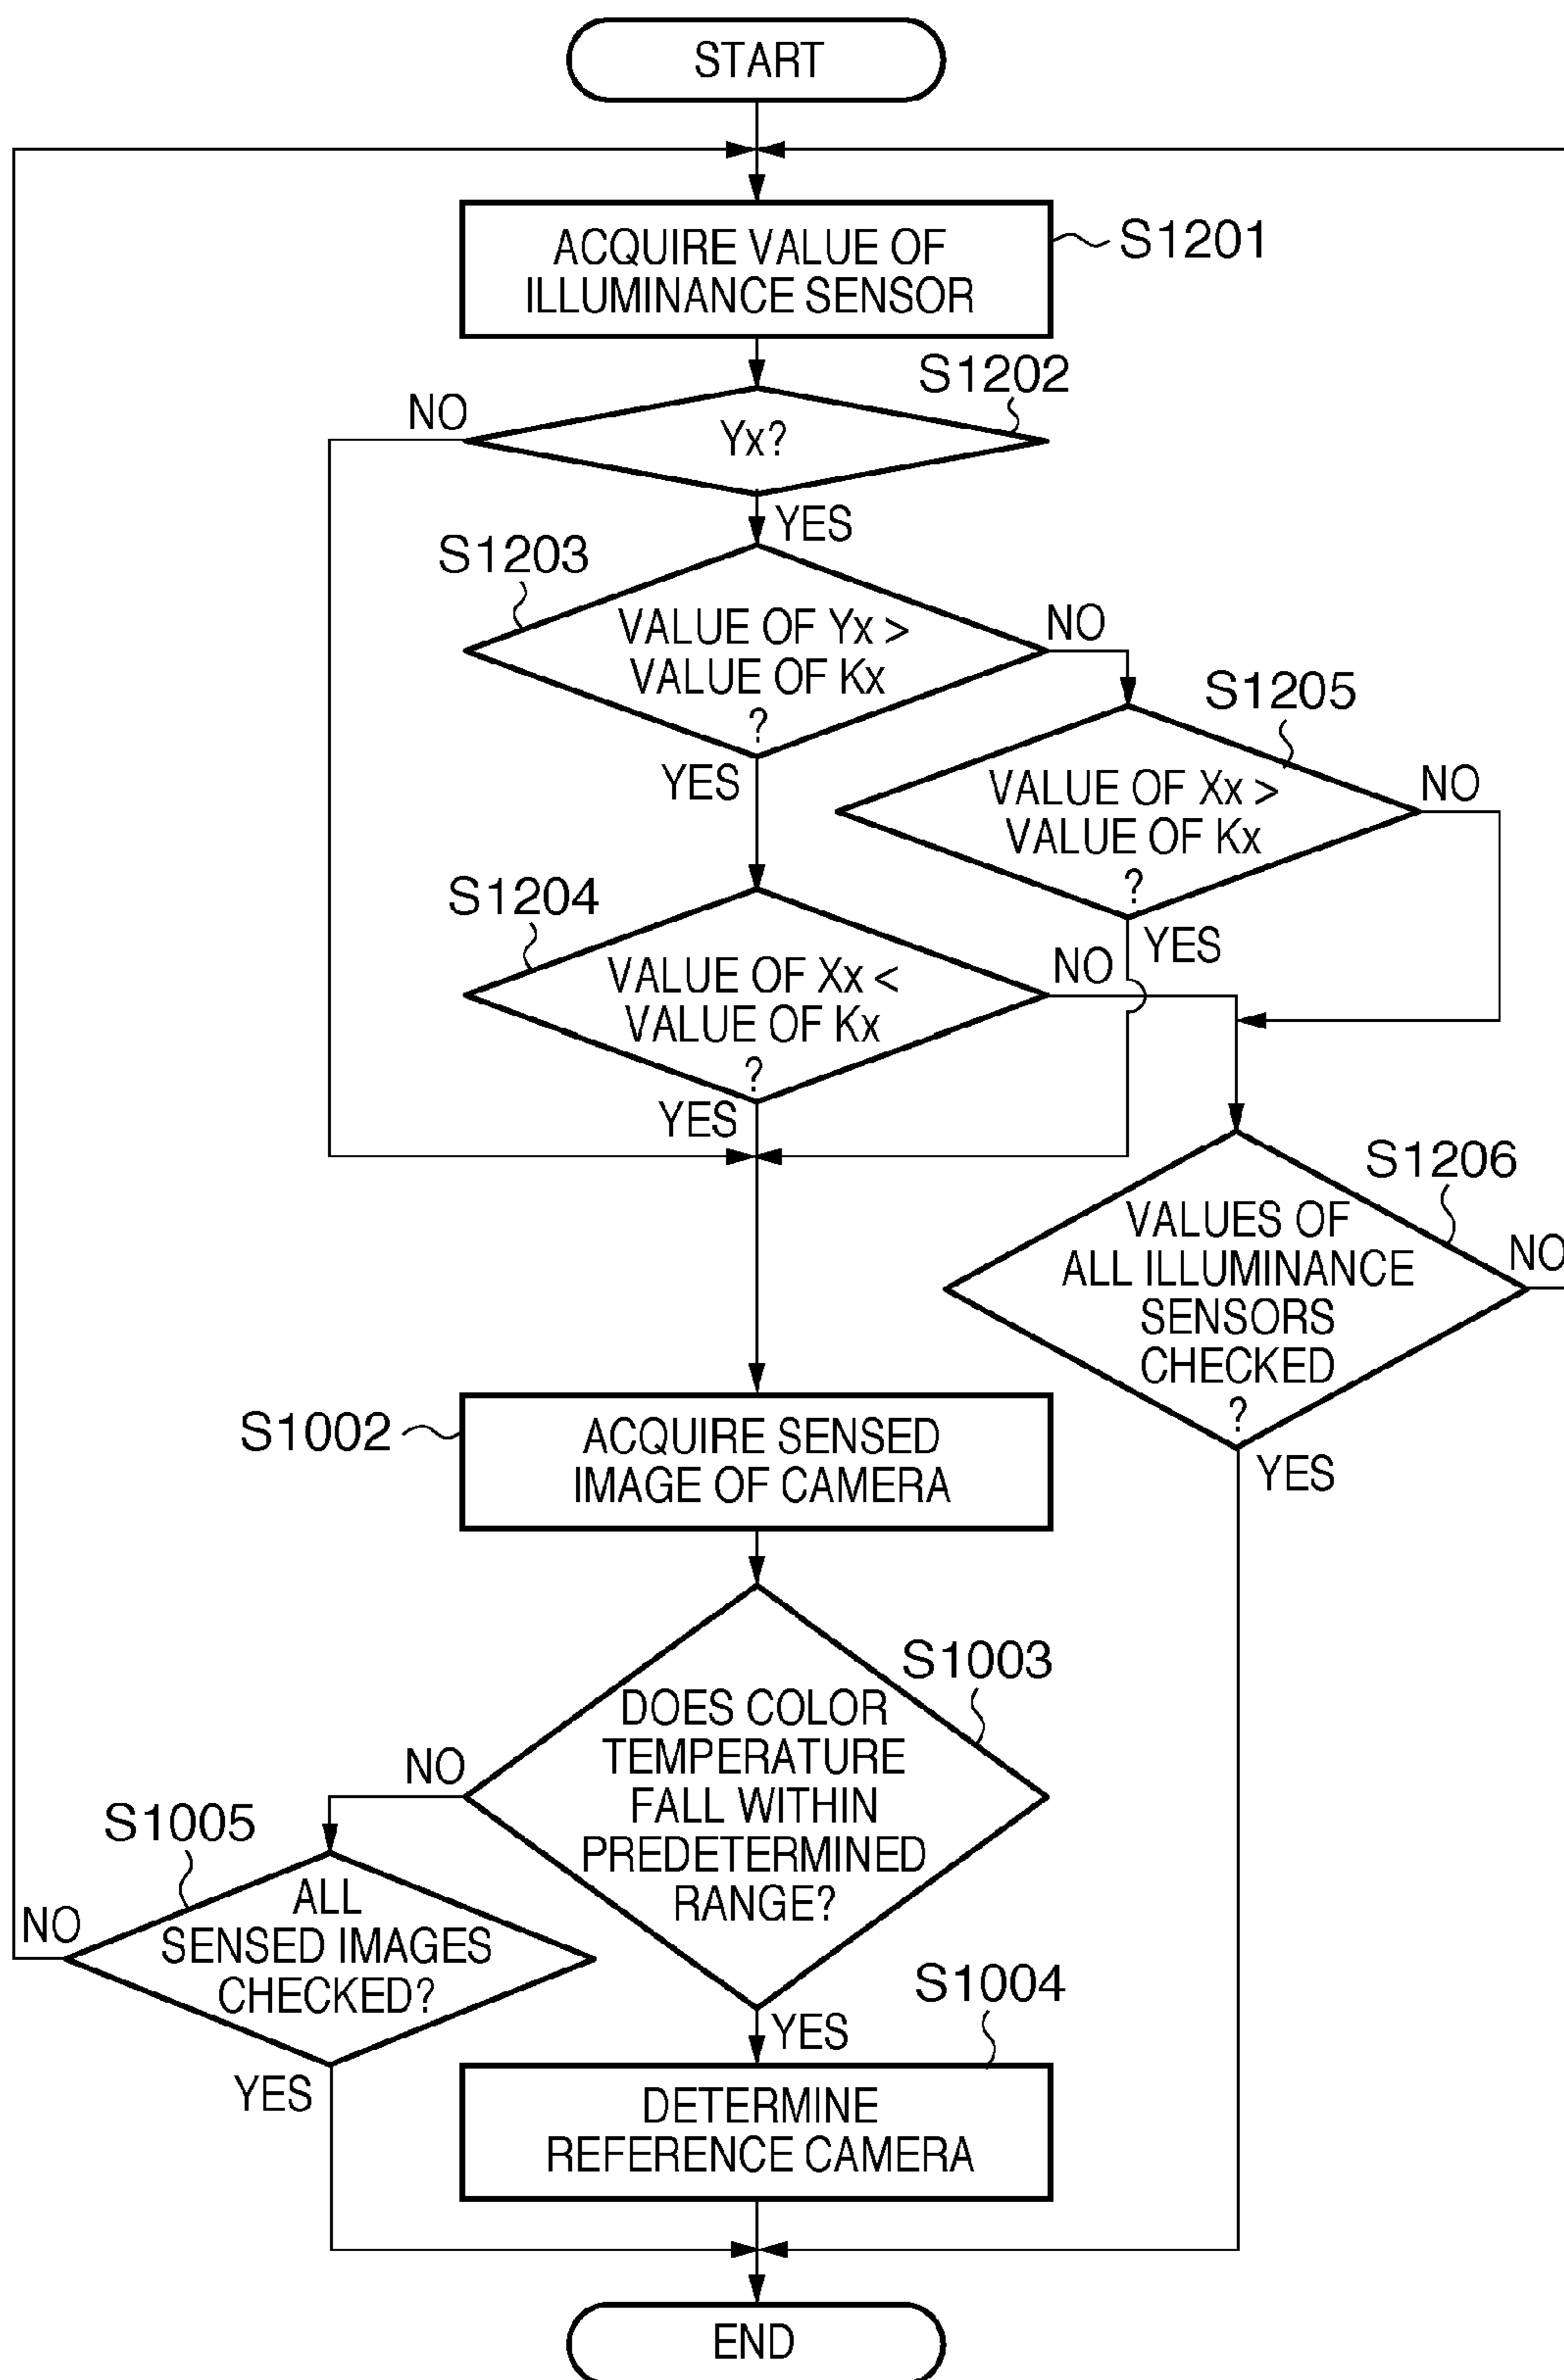 START
ACQUIRE VALUE OF
ILLUMINANCE SENSOR
S1201
S1202
NO
Yx?
YES
S1203
VALUE OF Yx >
VALUE OF Kx
?
NO
YES
S1205
VALUE OF Xx >
VALUE OF Kx
?
NO
YES
S1204
VALUE OF Xx <
VALUE OF Kx
?
NO
YES
S1206
VALUES OF
ALL ILLUMINANCE
SENSORS
CHECKED
?
NO
YES
S1002
ACQUIRE SENSED
IMAGE OF CAMERA
S1003
DOES COLOR
TEMPERATURE
FALL WITHIN
PREDETERMINED
RANGE?
NO
YES
S1005
ALL
SENSED IMAGES
CHECKED?
NO
YES
S1004
DETERMINE
REFERENCE CAMERA
END